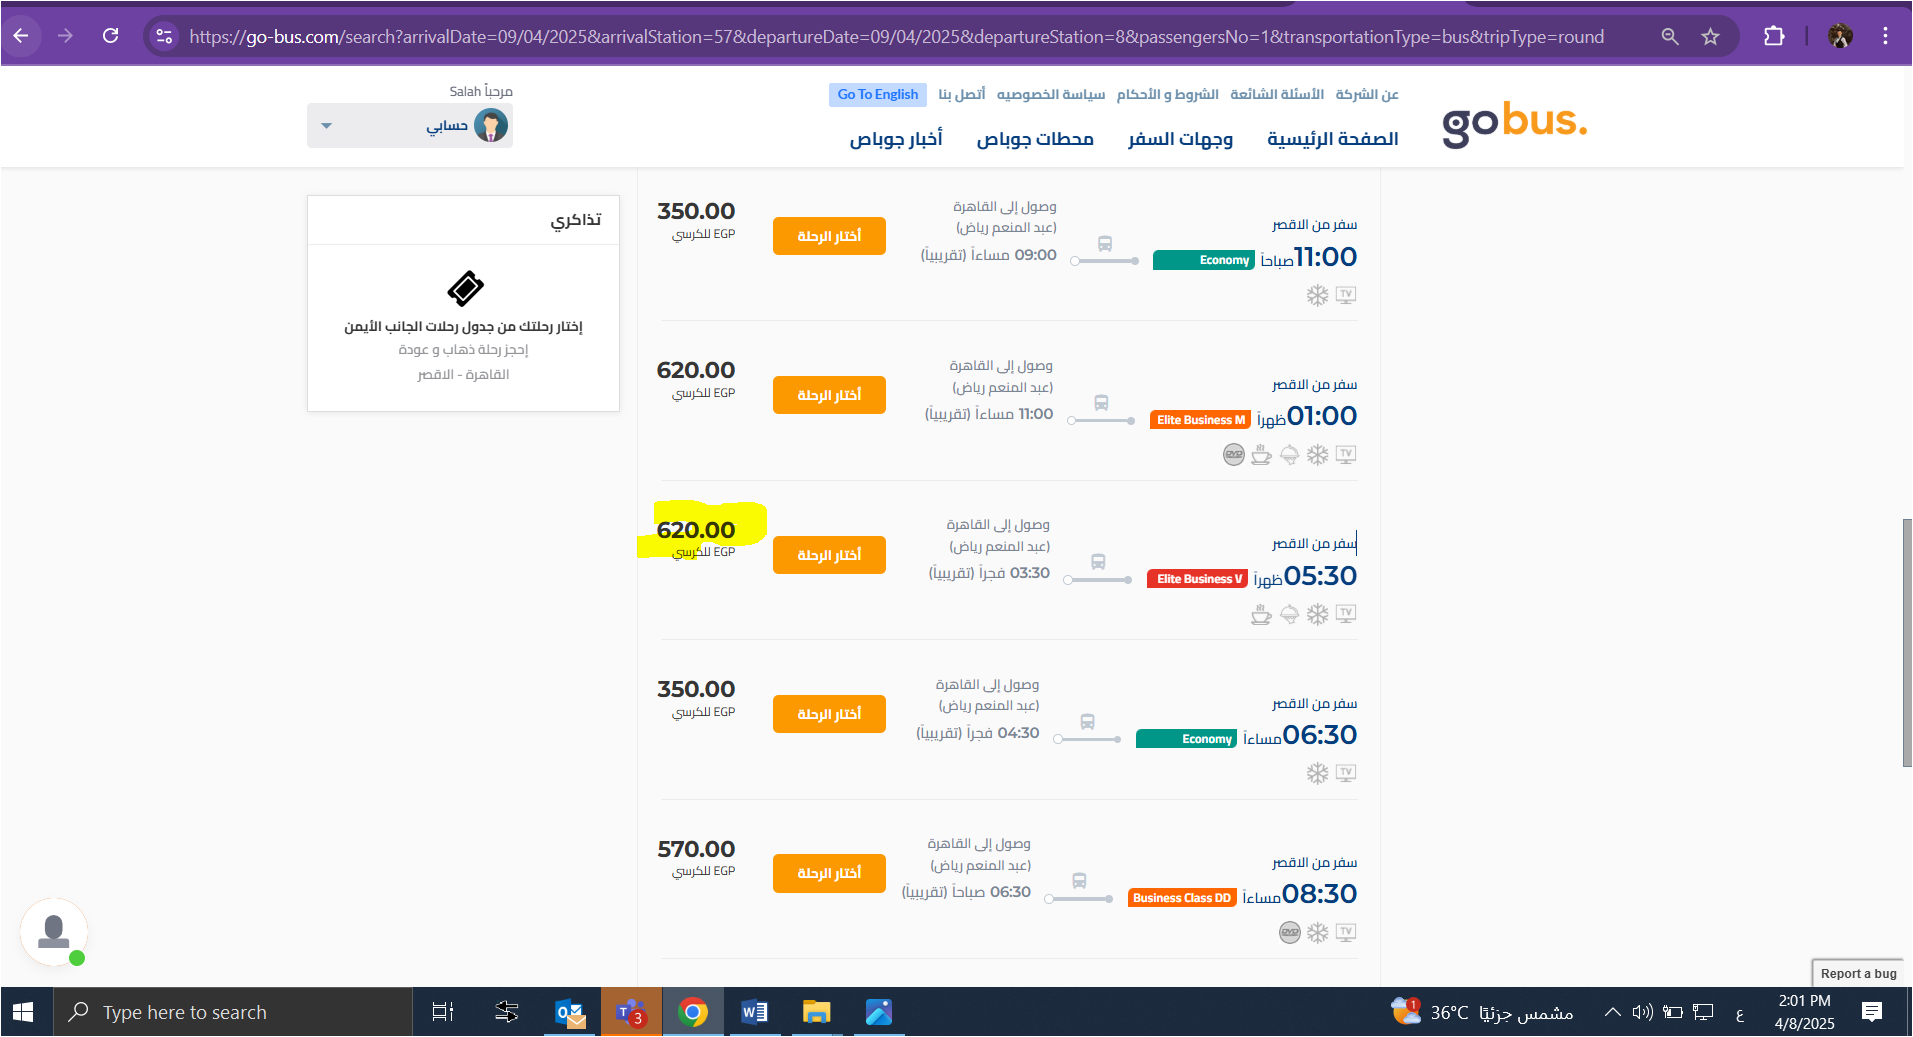 https://go-bus.com/search?arrivalDate=09/04/2025&arrivalStation=57&departureDate=09/04/2025&departureStation=8&passengersNo=1&transportationType=bus&tripType=round
gobus.
عن الشركة الأسئلة الشائعة الشروط و الأحكام سياسة الخصوصيه أتصل بنا Go To English
الصفحة الرئيسية وجهات السفر محطات جوباص أخبار جوباص
مرحباً Salah
حسابي
سفر من الاقصر
11:00 صباحاً Economy
TV
وصول إلى القاهرة
(عبد المنعم رياض)
09:00 مساءاً (تقريبياً)
أختار الرحلة
350.00
EGP للكرسي
سفر من الاقصر
01:00 ظهراً Elite Business M
TV DVD
وصول إلى القاهرة
(عبد المنعم رياض)
11:00 مساءاً (تقريبياً)
أختار الرحلة
620.00
EGP للكرسي
سفر من الاقصر
05:30 ظهراً Elite Business V
TV
وصول إلى القاهرة
(عبد المنعم رياض)
03:30 فجراً (تقريبياً)
أختار الرحلة
620.00
EGP للكرسي
سفر من الاقصر
06:30 مساءاً Economy
TV
وصول إلى القاهرة
(عبد المنعم رياض)
04:30 فجراً (تقريبياً)
أختار الرحلة
350.00
EGP للكرسي
سفر من الاقصر
08:30 مساءاً Business Class DD
TV DVD
وصول إلى القاهرة
(عبد المنعم رياض)
06:30 صباحاً (تقريبياً)
أختار الرحلة
570.00
EGP للكرسي
تذاكري
إختار رحلتك من جدول رحلات الجانب الأيمن
إحجز رحلة ذهاب و عودة
القاهرة - الاقصر
Report a bug
Type here to search
3
1
36°C مشمس جزئيًا
ع
2:01 PM
4/8/2025